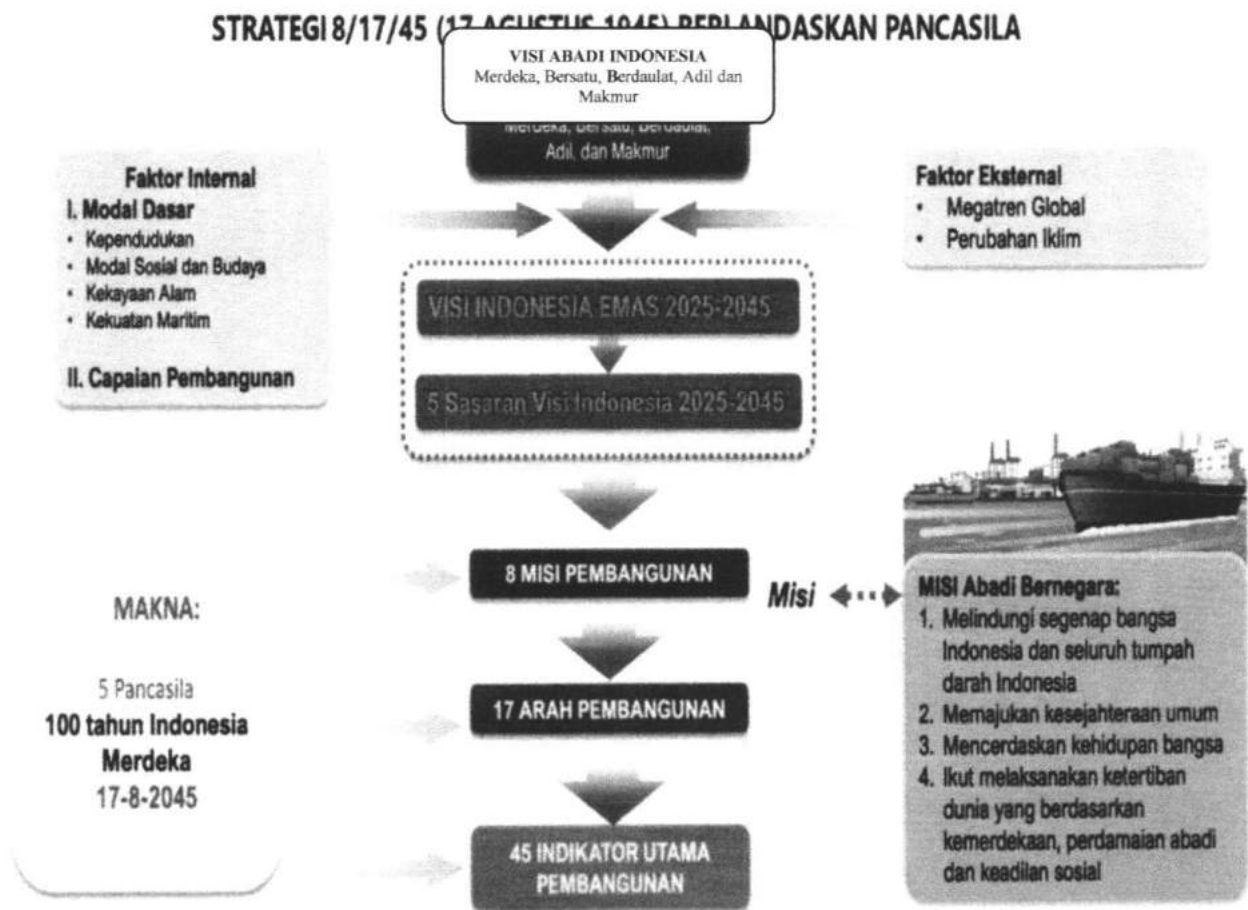 STRATEGI 8/17/45 (17 AGUSTUS 1945) BERLANDASKAN PANCASILA
VISI ABADI INDONESIA
Merdeka, Bersatu, Berdaulat, Adil dan
Makmur
Merdeka, Bersatu, Berdaulat,
Adil, dan Makmur
Faktor Internal
I. Modal Dasar
• Kependudukan
• Modal Sosial dan Budaya
• Kekayaan Alam
• Kekuatan Maritim
II. Capaian Pembangunan
Faktor Eksternal
• Megatren Global
• Perubahan Iklim
VISI INDONESIA EMAS 2025-2045
5 Sasaran Visi Indonesia 2025-2045
8 MISI PEMBANGUNAN
Misi
17 ARAH PEMBANGUNAN
45 INDIKATOR UTAMA
PEMBANGUNAN
MAKNA:
5 Pancasila
100 tahun Indonesia
Merdeka
17-8-2045
MISI Abadi Bernegara:
1. Melindungi segenap bangsa
Indonesia dan seluruh tumpah
darah Indonesia
2. Memajukan kesejahteraan umum
3. Mencerdaskan kehidupan bangsa
4. Ikut melaksanakan ketertiban
dunia yang berdasarkan
kemerdekaan, perdamaian abadi
dan keadilan sosial